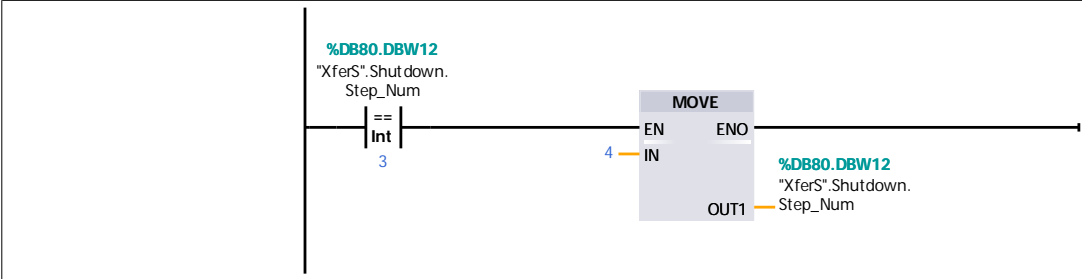 %DB80.DBW12
"XferS".Shutdown.
Step_Num
==
Int
3
MOVE
EN ENO
4 IN
%DB80.DBW12
"XferS".Shutdown.
OUT1 Step_Num